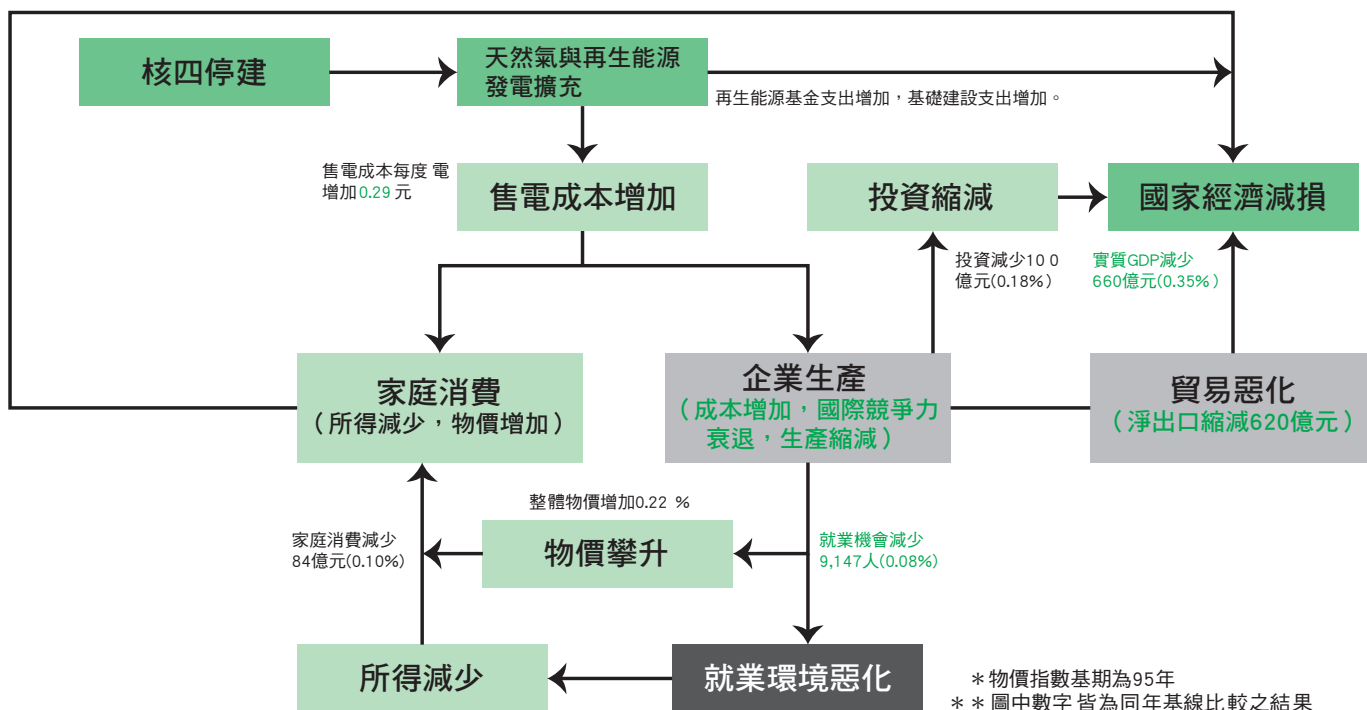 核四停建
天然氣與再生能源
發電擴充
再生能源基金支出增加，基礎建設支出增加。
售電成本每度電
增加0.29元
售電成本增加
投資縮減
國家經濟減損
投資減少100
億元(0.18%)
實質GDP減少
660億元(0.35%)
家庭消費
（所得減少，物價增加）
企業生產
（成本增加，國際競爭力
衰退，生產縮減）
貿易惡化
（淨出口縮減620億元）
整體物價增加0.22 %
家庭消費減少
84億元(0.10%)
物價攀升
就業機會減少
9,147人(0.08%)
所得減少
就業環境惡化
＊物價指數基期為95年
＊＊圖中數字皆為同年基線比較之結果